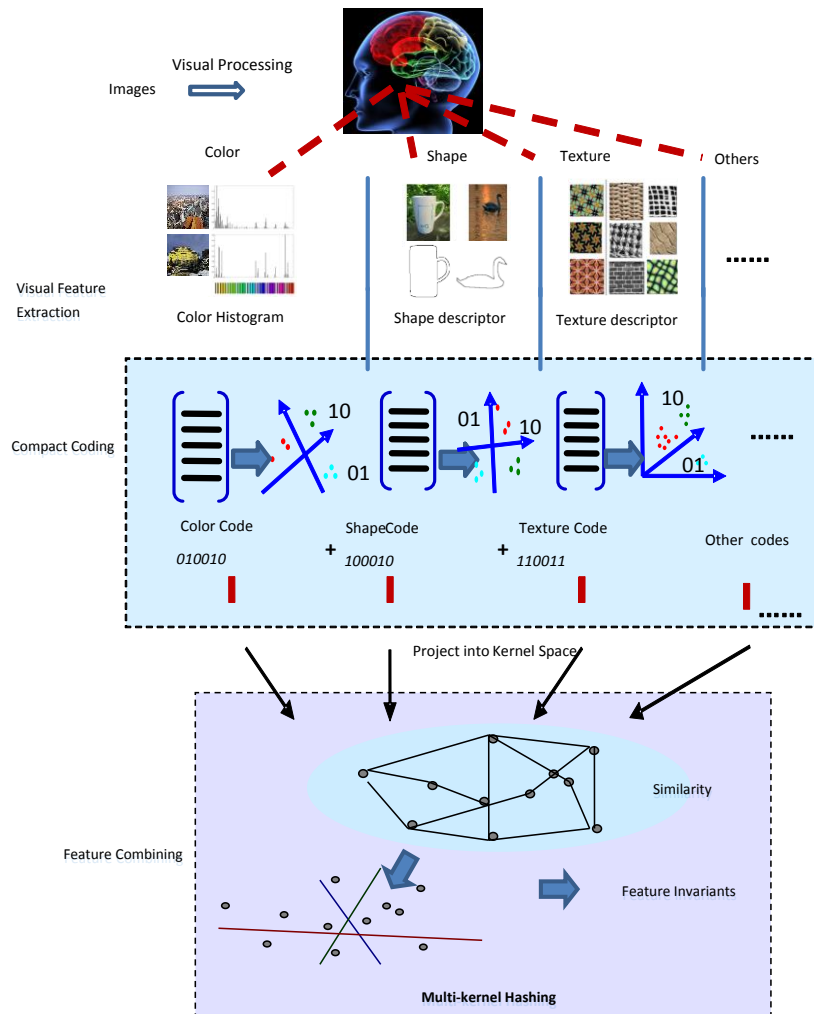 Visual Processing
Images
Color
Shape
Texture
Others
Visual Feature
Extraction
......
Color Histogram
Shape descriptor
Texture descriptor
Compact Coding
10
01
01
10
10
01
......
Color Code
+
ShapeCode
+
Texture Code
Other codes
010010
100010
110011
......
Project into Kernel Space
Similarity
Feature Combining
Feature Invariants
Multi-kernel Hashing